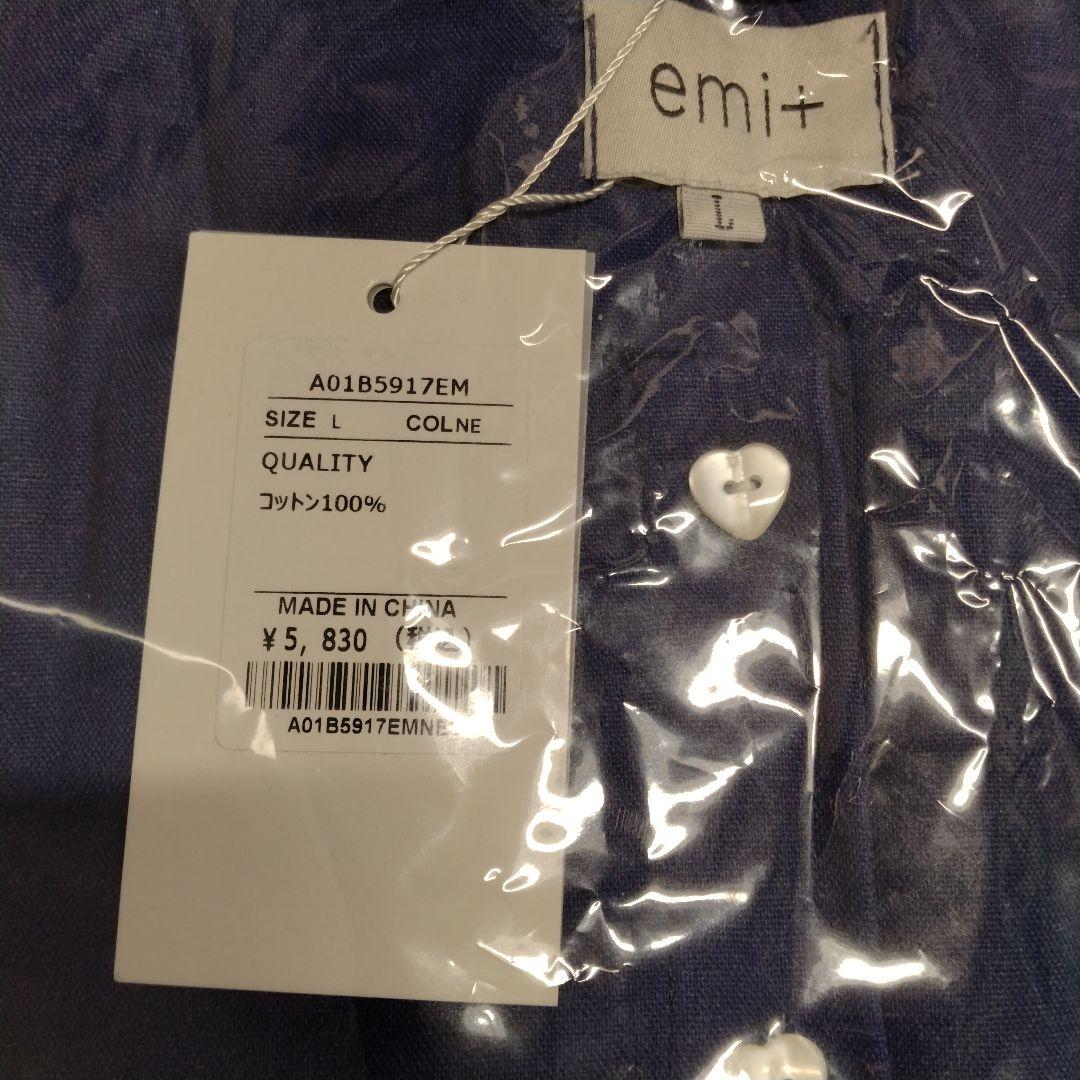 emi+
L
A01B5917EM
SIZE L COLNE
QUALITY
コットン100%
MADE IN CHINA
¥5, 830
A01B5917EMNE